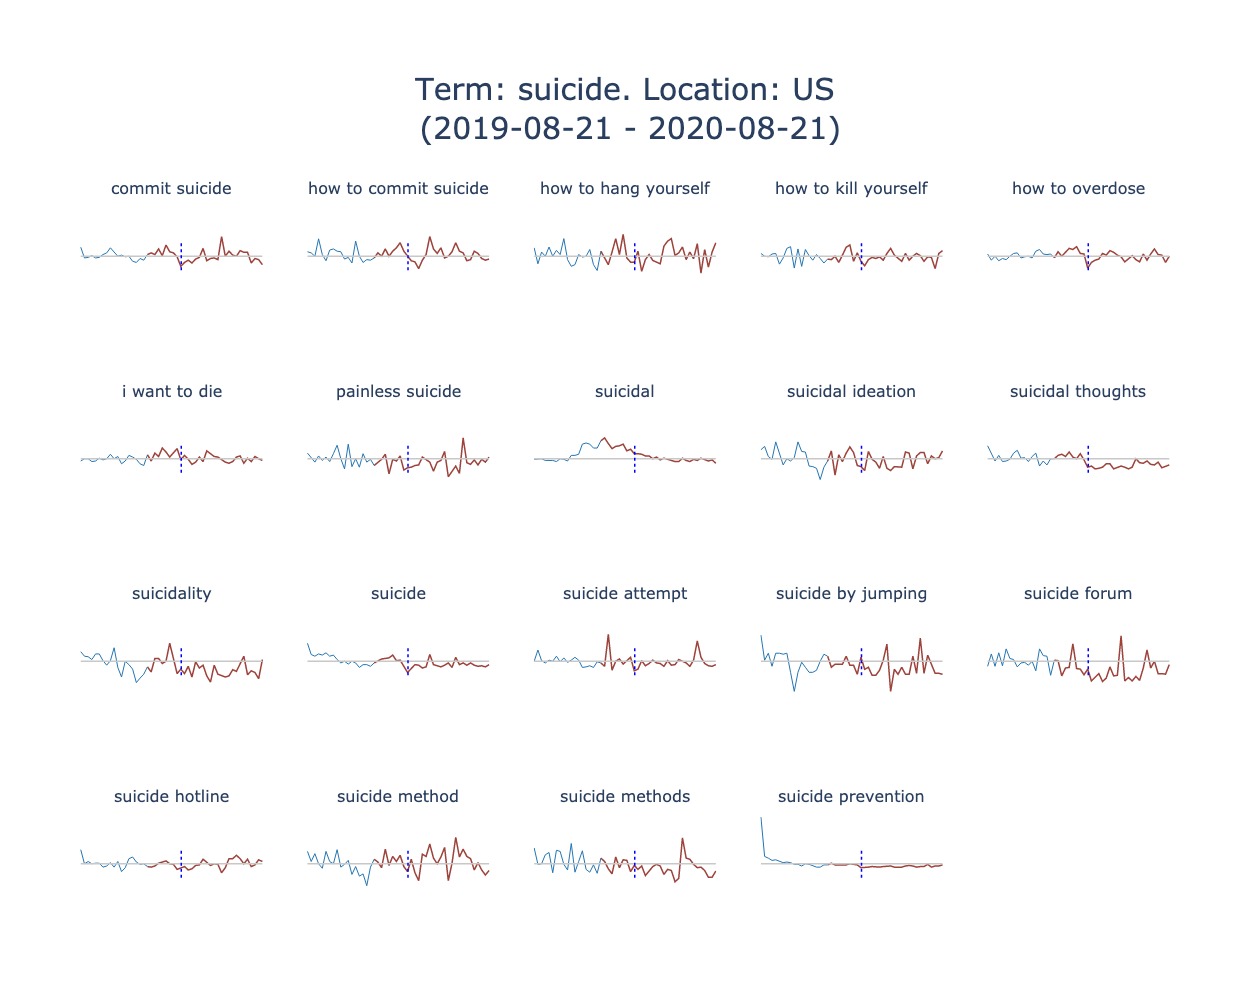 Term: suicide. Location: US
(2019-08-21 - 2020-08-21)
commit suicide
how to commit suicide
how to hang yourself
how to kill yourself
how to overdose
i want to die
painless suicide
suicidal
suicidal ideation
suicidal thoughts
suicidality
suicide
suicide attempt
suicide by jumping
suicide forum
suicide hotline
suicide method
suicide methods
suicide prevention